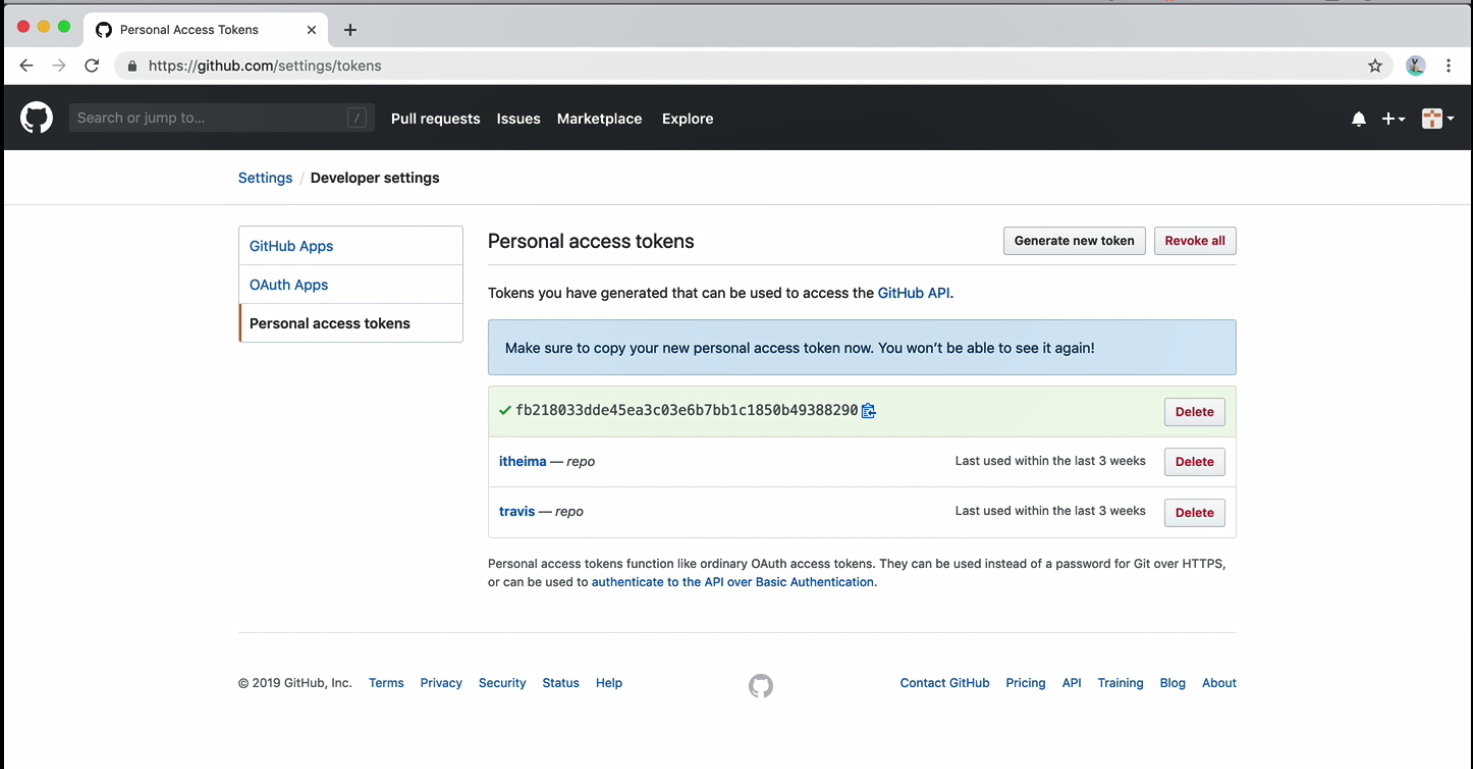 Personal Access Tokens
https://github.com/settings/tokens
Search or jump to... / Pull requests Issues Marketplace Explore
Settings / Developer settings
GitHub Apps
OAuth Apps
Personal access tokens
Personal access tokens Generate new token Revoke all
Tokens you have generated that can be used to access the GitHub API.
Make sure to copy your new personal access token now. You won't be able to see it again!
fb218033dde45ea3c03e6b7bb1c1850b49388290 Delete
itheima — repo Last used within the last 3 weeks Delete
travis — repo Last used within the last 3 weeks Delete
Personal access tokens function like ordinary OAuth access tokens. They can be used instead of a password for Git over HTTPS,
or can be used to authenticate to the API over Basic Authentication.
© 2019 GitHub, Inc. Terms Privacy Security Status Help Contact GitHub Pricing API Training Blog About